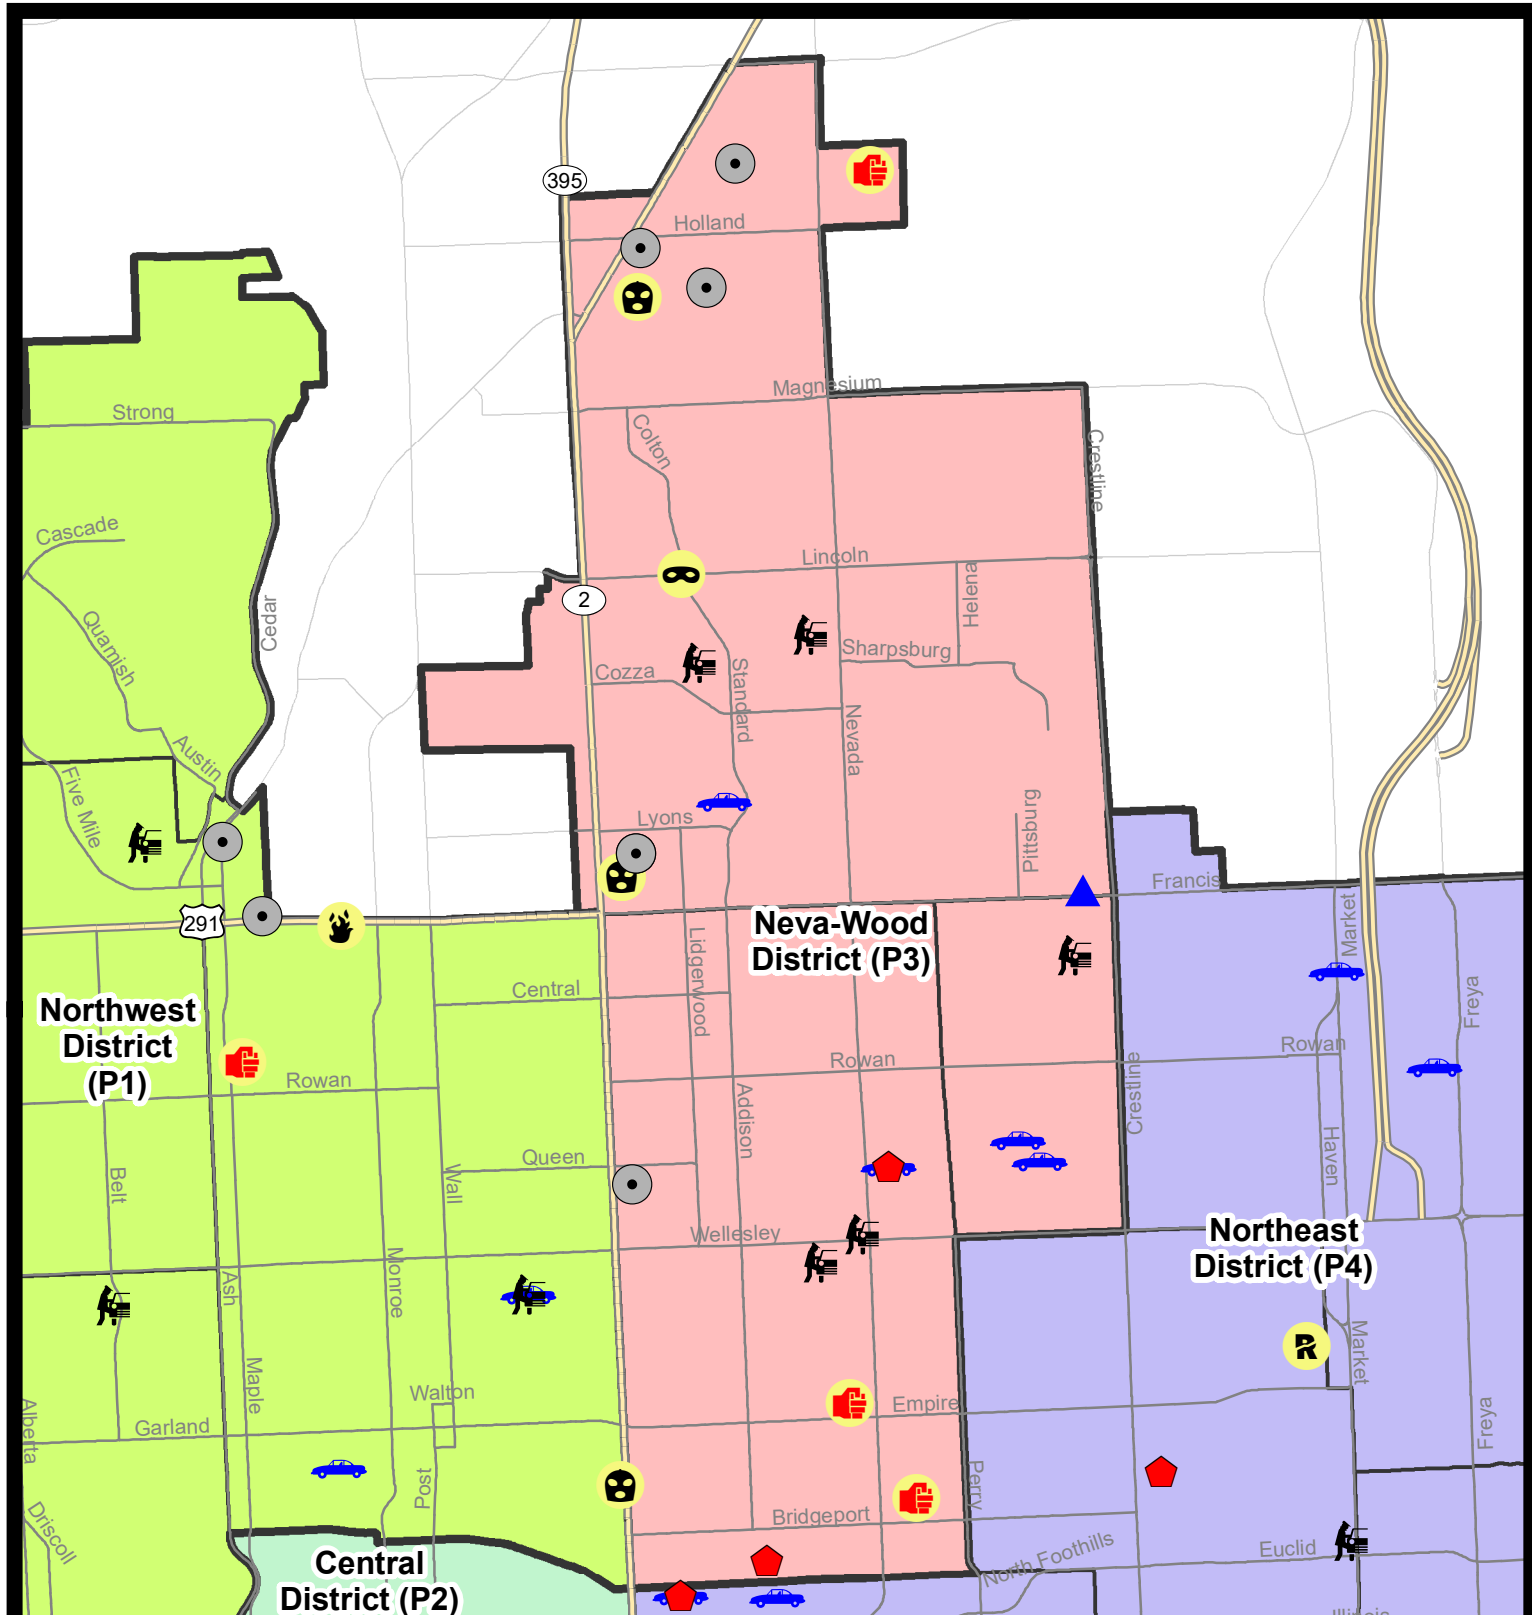 395
Holland
Magnesium
Strong
Colton
Crestline
Cascade
Lincoln
Helena
2
Quamish
Cedar
Sharpsburg
Cozza
Standard
Nevada
Austin
Five Mile
Lyons
Pittsburg
Francis
291
Neva-Wood
District (P3)
Market
Lidgerwood
Central
Northwest
District
(P1)
Freya
Rowan
Rowan
Rowan
Crestline
Addison
Haven
Queen
Belt
Wall
Wellesley
Northeast
District (P4)
Ash
Monroe
Market
Maple
Walton
Empire
Alberta
Garland
Freya
Post
Perry
Bridgeport
Driscoll
Euclid
North Foothills
Central
District (P2)